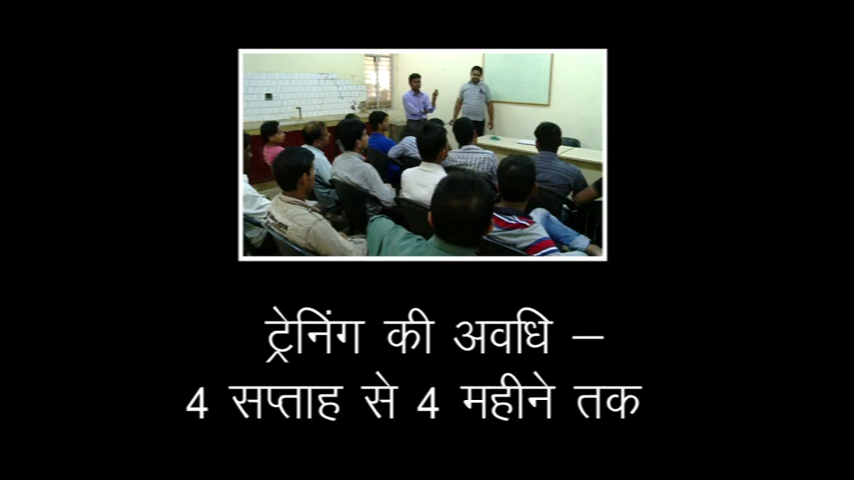 ट्रेनिंग की अवधि –
4 सप्ताह से 4 महीने तक